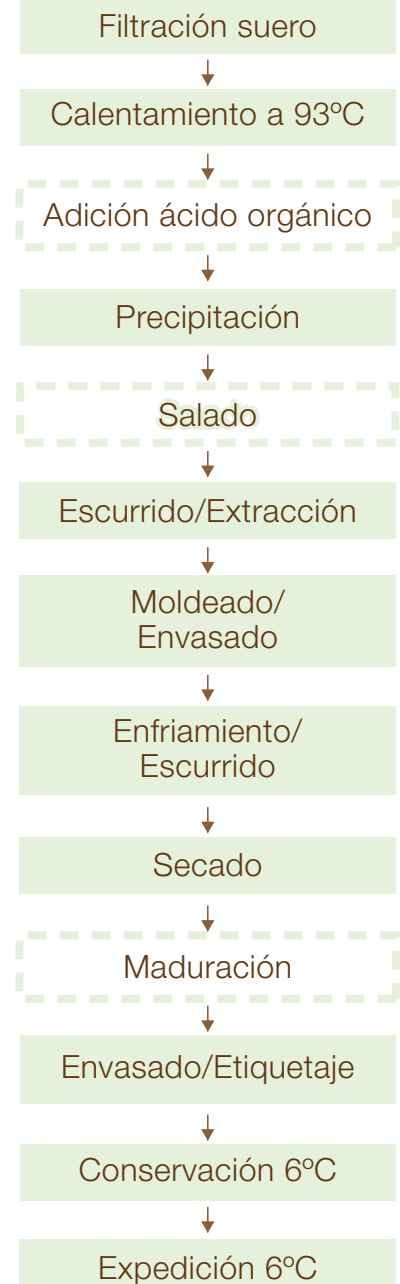 Filtración suero
Calentamiento a 93ºC
Adición ácido orgánico
Precipitación
Salado
Escurrido/Extracción
Moldeado/
Envasado
Enfriamiento/
Escurrido
Secado
Maduración
Envasado/Etiquetaje
Conservación 6ºC
Expedición 6ºC